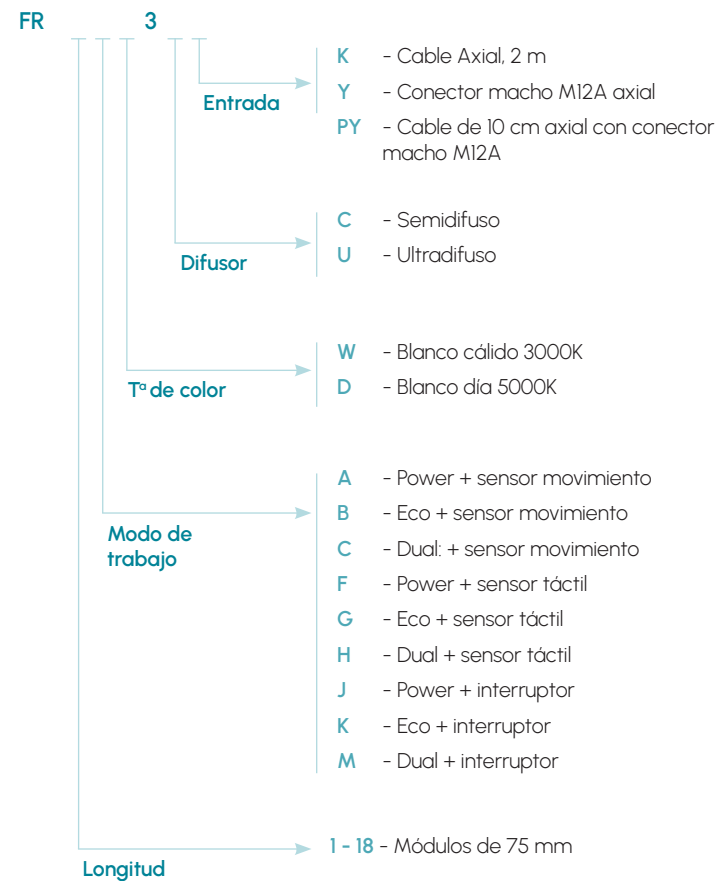 FR 3
Entrada
K - Cable Axial, 2 m
Y - Conector macho M12A axial
PY - Cable de 10 cm axial con conector
macho M12A
Difusor
C - Semidifuso
U - Ultradifuso
Tª de color
W - Blanco cálido 3000K
D - Blanco día 5000K
Modo de
trabajo
A - Power + sensor movimiento
B - Eco + sensor movimiento
C - Dual: + sensor movimiento
F - Power + sensor táctil
G - Eco + sensor táctil
H - Dual + sensor táctil
J - Power + interruptor
K - Eco + interruptor
M - Dual + interruptor
Longitud
1 - 18 - Módulos de 75 mm